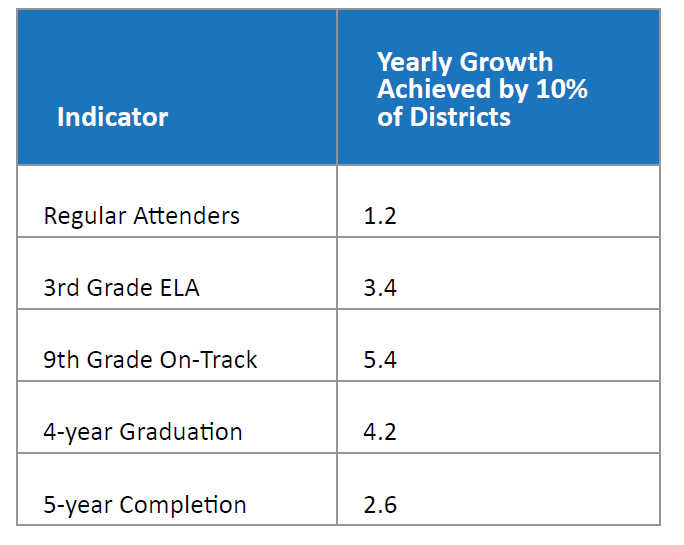 Indicator
Yearly Growth
Achieved by 10%
of Districts
Regular Attenders
1.2
3rd Grade ELA
3.4
9th Grade On-Track
5.4
4-year Graduation
4.2
5-year Completion
2.6